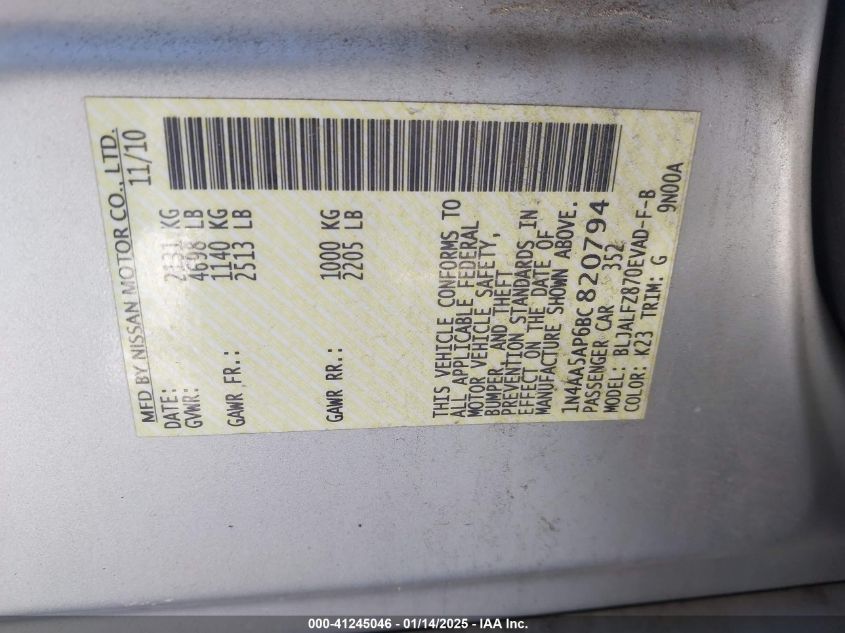 MFD BY NISSAN MOTOR CO., LTD.
DATE: 11/10
GVWR: 2131 KG
4698 LB
GAWR FR.: 1140 KG
2513 LB
GAWR RR.: 1000 KG
2205 LB
THIS VEHICLE CONFORMS TO
ALL APPLICABLE FEDERAL
MOTOR VEHICLE SAFETY,
BUMPER, AND THEFT
PREVENTION STANDARDS IN
EFFECT ON THE DATE OF
MANUFACTURE SHOWN ABOVE.
1N4AA5AP6BC820794
PASSENGER CAR 352
MODEL: BLJALFZ870EVAD-F-B
COLOR: K23 TRIM: G 9N00A
000-41245046 | 01/14/2025 - IAA Inc.